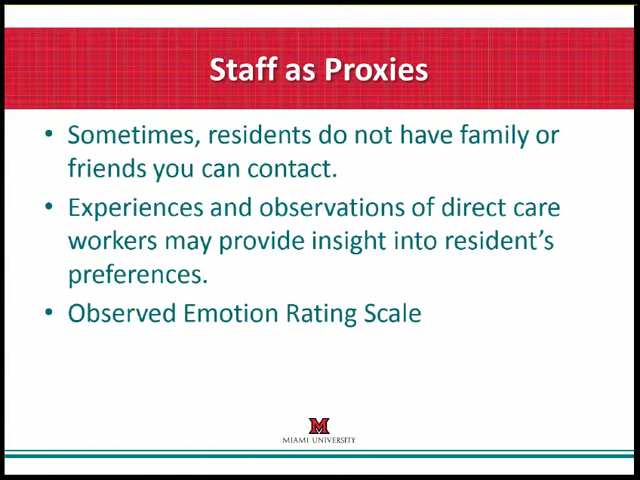 Staff as Proxies
• Sometimes, residents do not have family or
friends you can contact.
• Experiences and observations of direct care
workers may provide insight into resident's
preferences.
• Observed Emotion Rating Scale
M
MIAMI UNIVERSITY